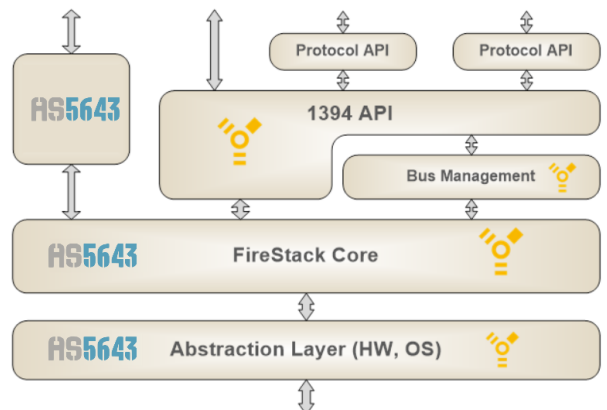 Protocol API
Protocol API
AS5643
1394 API
Bus Management
AS5643
FireStack Core
AS5643
Abstraction Layer (HW, OS)